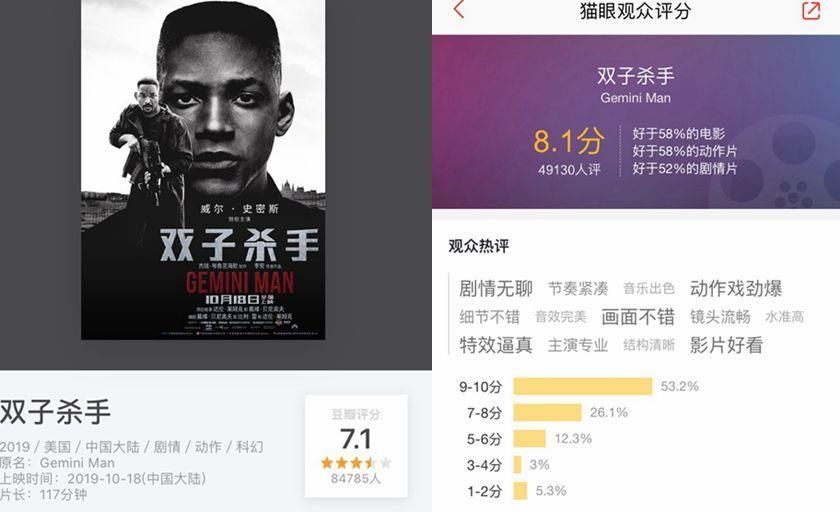 威尔·史密斯
双子杀手
GEMINI MAN
10月18日
双子杀手
2019 / 美国 / 中国大陆 / 剧情 / 动作 / 科幻
原名：Gemini Man
上映时间：2019-10-18(中国大陆)
片长：117分钟
豆瓣评分
7.1
84785人
猫眼观众评分
双子杀手
Gemini Man
8.1分
49130人评
好于58%的电影
好于58%的动作片
好于52%的剧情片
观众热评
剧情无聊 节奏紧凑 音乐出色 动作戏劲爆
细节不错 音效完美 画面不错 镜头流畅 水准高
特效逼真 主演专业 结构清晰 影片好看
9-10分 53.2%
7-8分 26.1%
5-6分 12.3%
3-4分 3%
1-2分 5.3%